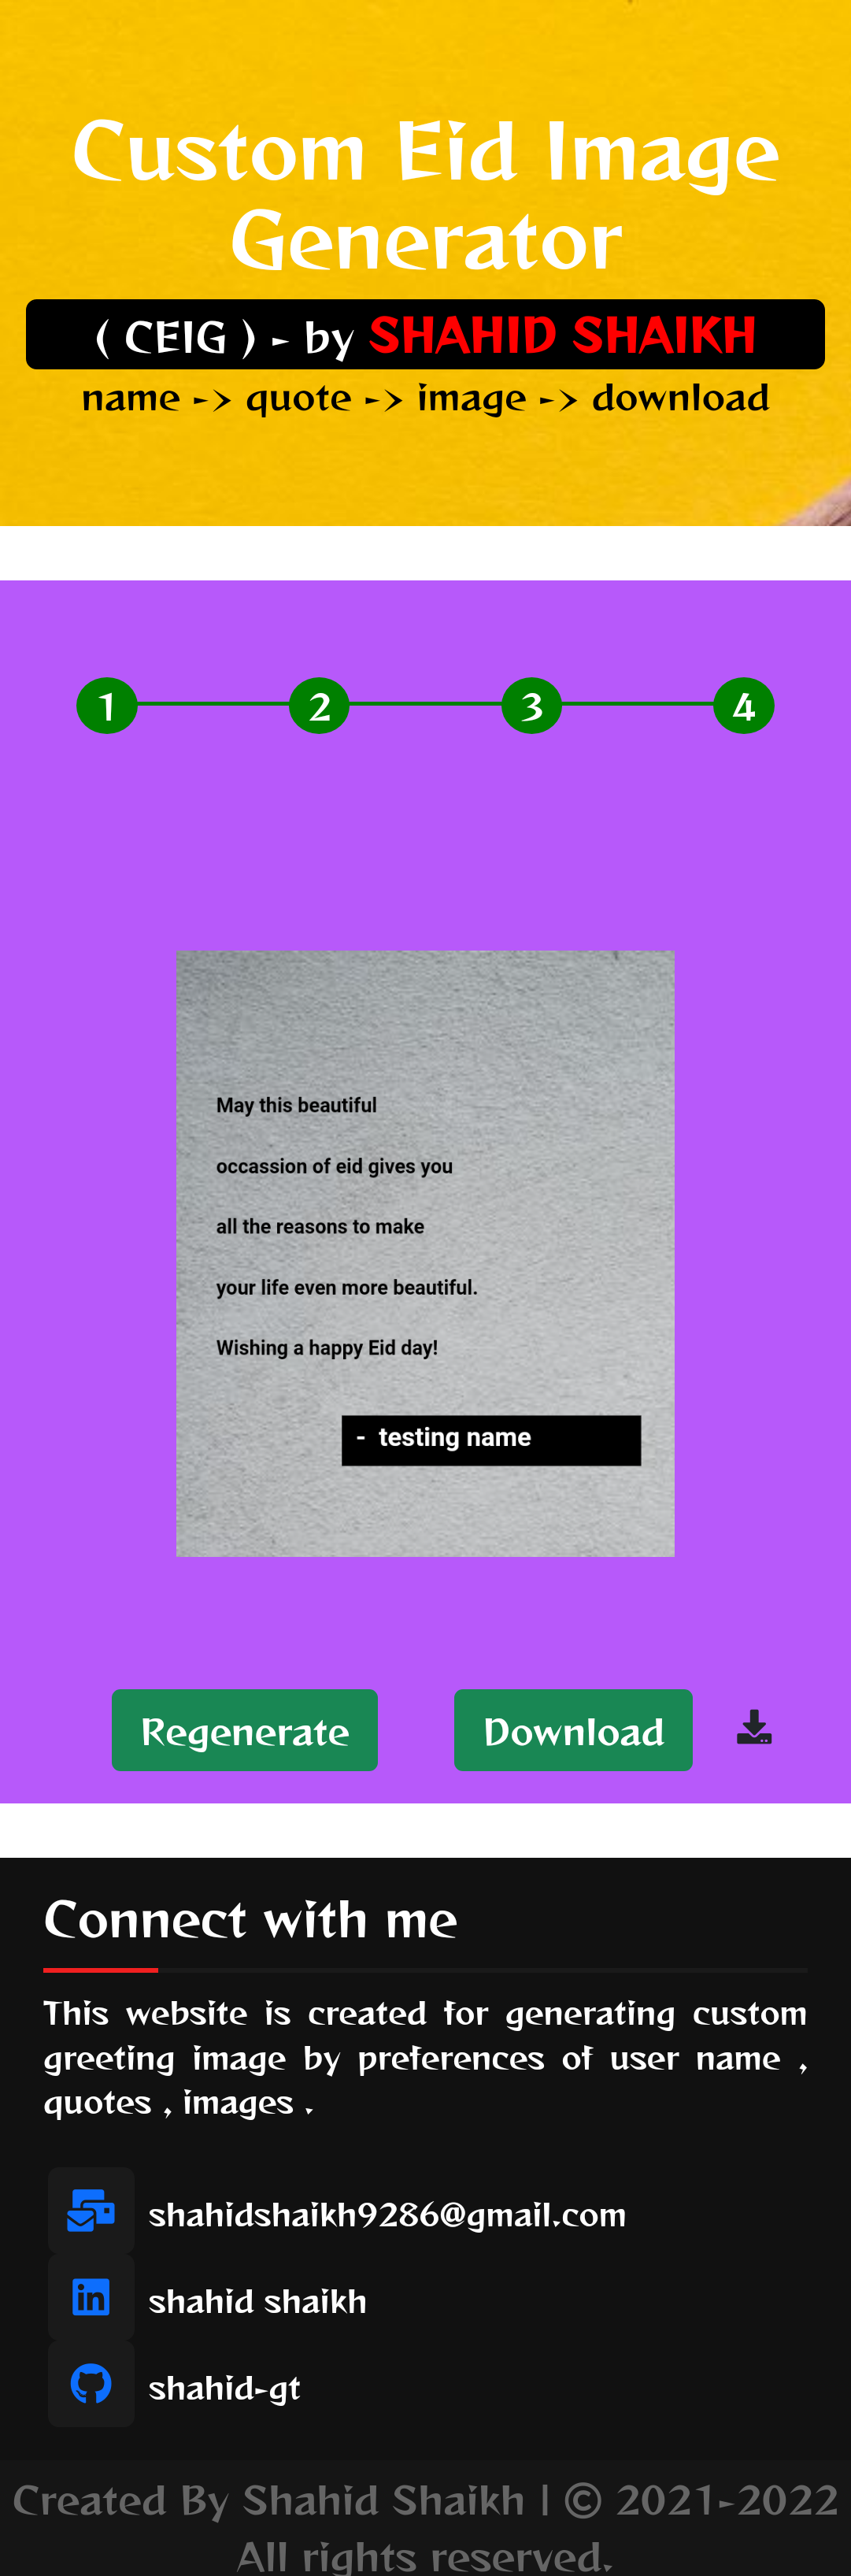 Custom Eid Image
Generator
( CEIG ) - by SHAHID SHAIKH
name -> quote -> image -> download
1 2 3 4
May this beautiful
occassion of eid gives you
all the reasons to make
your life even more beautiful.
Wishing a happy Eid day!
- testing name
Regenerate Download
Connect with me
This website is created for generating custom
greeting image by preferences of user name ,
quotes , images .
shahidshaikh9286@gmail.com
in shahid shaikh
shahid-gt
Created By Shahid Shaikh | © 2021-2022
All rights reserved.